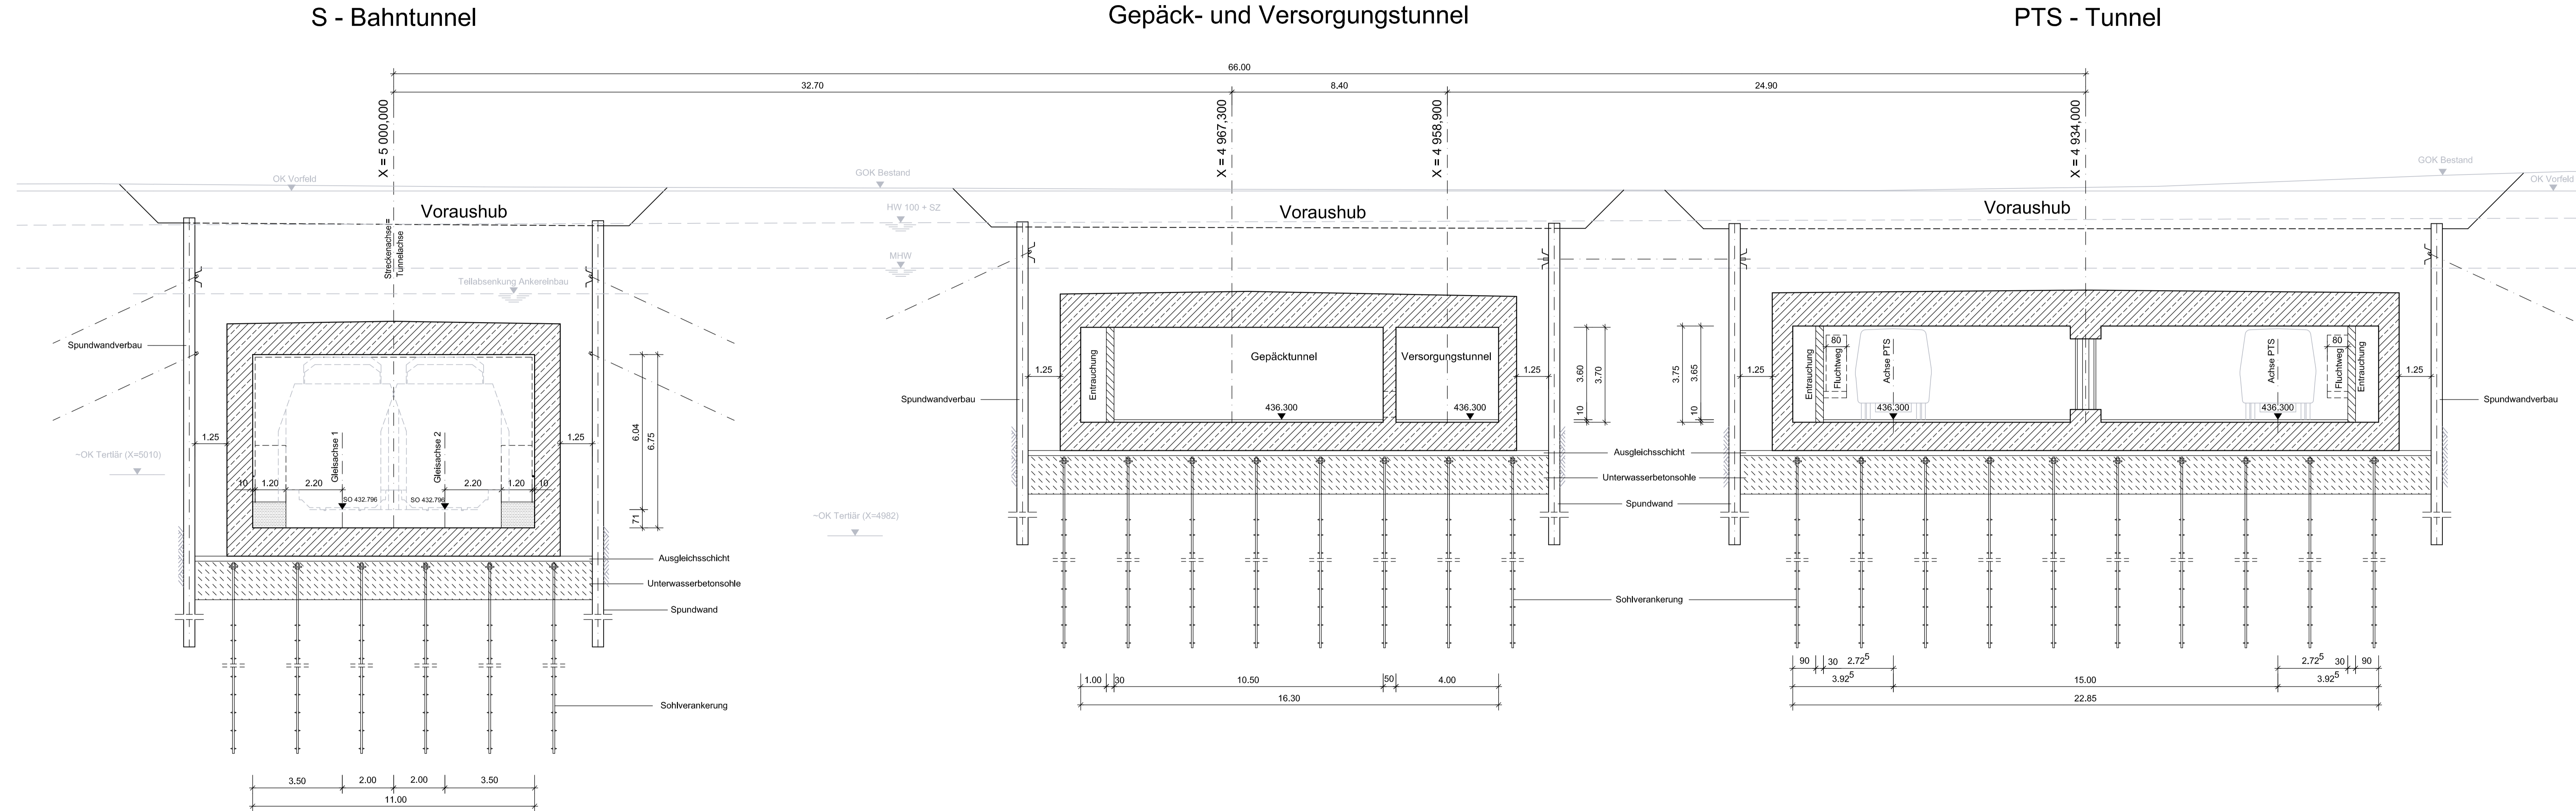 S - Bahntunnel
Gepäck- und Versorgungstunnel
PTS - Tunnel
66.00
32.70
8.40
24.90
X = 5 000,000
X = 4 967,300
X = 4 958,900
X = 4 934,000
OK Vorfeld
GOK Bestand
GOK Bestand
OK Vorfeld
HW 100 + SZ
MHW
Voraushub
Voraushub
Voraushub
Streckenachse=
Tunnelachse
Teilabsenkung Ankereinbau
Spundwandverbau
1.25
1.25
6.04
6.75
71
~OK Tertiär (X=5010)
Gleisachse 1
Gleisachse 2
10
1.20
2.20
2.20
1.20
10
SO 432.796
SO 432.796
Ausgleichsschicht
Unterwasserbetonsohle
Spundwand
Sohlverankerung
3.50
2.00
2.00
3.50
11.00
Spundwandverbau
~OK Tertiär (X=4982)
1.25
Entrauchung
Gepäcktunnel
Versorgungstunnel
436.300
436.300
1.25
3.60
3.70
10
3.75
3.65
10
Ausgleichsschicht
Unterwasserbetonsohle
Spundwand
Sohlverankerung
1.00
30
10.50
50
4.00
16.30
1.25
Entrauchung
80
Fluchtweg
Achse PTS
436.300
Achse PTS
436.300
80
Fluchtweg
Entrauchung
1.25
Spundwandverbau
90
30
2.72⁵
2.72⁵
30
90
3.92⁵
15.00
3.92⁵
22.85